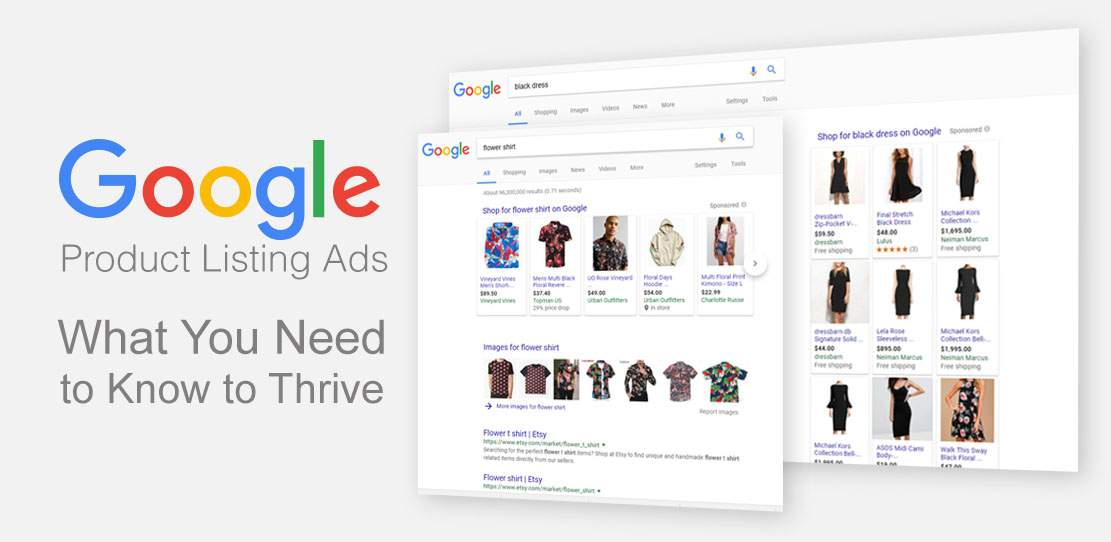 Google
Product Listing Ads
What You Need
to Know to Thrive
Google
black dress
All Shopping Images Videos News More Settings Tools
Shop for black dress on Google Sponsored
dressbarn
Zip-Pocket V-...
$59.50
dressbarn
Free shipping
Final Stretch
Black Dress
$48.00
Lulus
(3)
Michael Kors
Collection ...
$1,695.00
Neiman Marcus
Free shipping
dressbarn db
Signature Solid ...
$44.00
dressbarn
Free shipping
Lela Rose
Sleeveless ...
$895.00
Neiman Marcus
Free shipping
Michael Kors
Collection Bell-...
$1,995.00
Neiman Marcus
Free shipping
Michael Kors
Collection Bell-...
$1,995.00
ASOS Midi Cami
Body-...
$19.00
Walk This Sway
Black Floral ...
$47.00
Google
flower shirt
All Shopping Images News Videos More Settings Tools
results (0.71 seconds)
Shop for flower shirt on Google Sponsored
Vineyard Vines
Men's Short-...
$89.50
Vineyard Vines
Men's Multi Black
Floral Revere ...
$37.40
Topman US
29% price drop
UO Rose Vineyard
...
$49.00
Urban Outfitters
Floral Days
Hoodie ...
$54.00
Urban Outfitters
In store
Multi Floral Print
Kimono - Size L
$22.99
Charlotte Russe
Images for flower shirt
More images for flower shirt Report images
Flower t shirt | Etsy
https://www.etsy.com/market/flower_t_shirt
Searching for the perfect flower t shirt items? Shop at Etsy to find unique and handmade flower t shirt
related items directly from our sellers.
Flower shirt | Etsy
https://www.etsy.com/market/flower_shirt